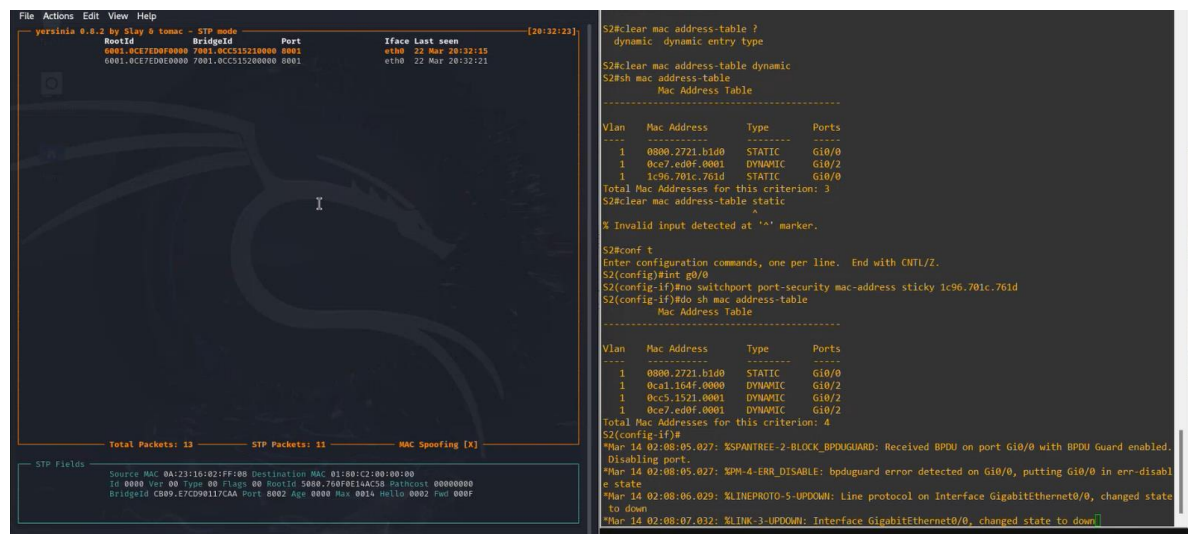 File Actions Edit View Help
yersinia 0.8.2 by Slay & tomac - STP mode [20:32:23]
RootId BridgeId Port Iface Last seen
6001.0CE7ED0F0000 7001.0CC515210000 8001 eth0 22 Mar 20:32:15
6001.0CE7ED0E0000 7001.0CC515200000 8001 eth0 22 Mar 20:32:21
Total Packets: 13 STP Packets: 11 MAC Spoofing [X]
STP Fields
Source MAC 0A:23:16:02:FF:08 Destination MAC 01:80:C2:00:00:00
Id 0000 Ver 00 Type 00 Flags 00 RootId 5080.760F0E14AC58 Pathcost 00000000
BridgeId CB09.E7CD90117CAA Port 8002 Age 0000 Max 0014 Hello 0002 Fwd 000F
S2#clear mac address-table ?
dynamic dynamic entry type
S2#clear mac address-table dynamic
S2#sh mac address-table
Mac Address Table
-------------------------------------------
Vlan Mac Address Type Ports
---- ----------- -------- -----
1 0800.2721.b1d0 STATIC Gi0/0
1 0ce7.ed0f.0001 DYNAMIC Gi0/2
1 1c96.701c.761d STATIC Gi0/0
Total Mac Addresses for this criterion: 3
S2#clear mac address-table static
^
% Invalid input detected at '^' marker.
S2#conf t
Enter configuration commands, one per line. End with CNTL/Z.
S2(config)#int g0/0
S2(config-if)#no switchport port-security mac-address sticky 1c96.701c.761d
S2(config-if)#do sh mac address-table
Mac Address Table
-------------------------------------------
Vlan Mac Address Type Ports
---- ----------- -------- -----
1 0800.2721.b1d0 STATIC Gi0/0
1 0ca1.164f.0000 DYNAMIC Gi0/2
1 0cc5.1521.0001 DYNAMIC Gi0/2
1 0ce7.ed0f.0001 DYNAMIC Gi0/2
Total Mac Addresses for this criterion: 4
S2(config-if)#
*Mar 14 02:08:05.027: %SPANTREE-2-BLOCK_BPDUGUARD: Received BPDU on port Gi0/0 with BPDU Guard enabled.
Disabling port.
*Mar 14 02:08:05.027: %PM-4-ERR_DISABLE: bpduguard error detected on Gi0/0, putting Gi0/0 in err-disabl
e state
*Mar 14 02:08:06.029: %LINEPROTO-5-UPDOWN: Line protocol on Interface GigabitEthernet0/0, changed state
to down
*Mar 14 02:08:07.032: %LINK-3-UPDOWN: Interface GigabitEthernet0/0, changed state to down